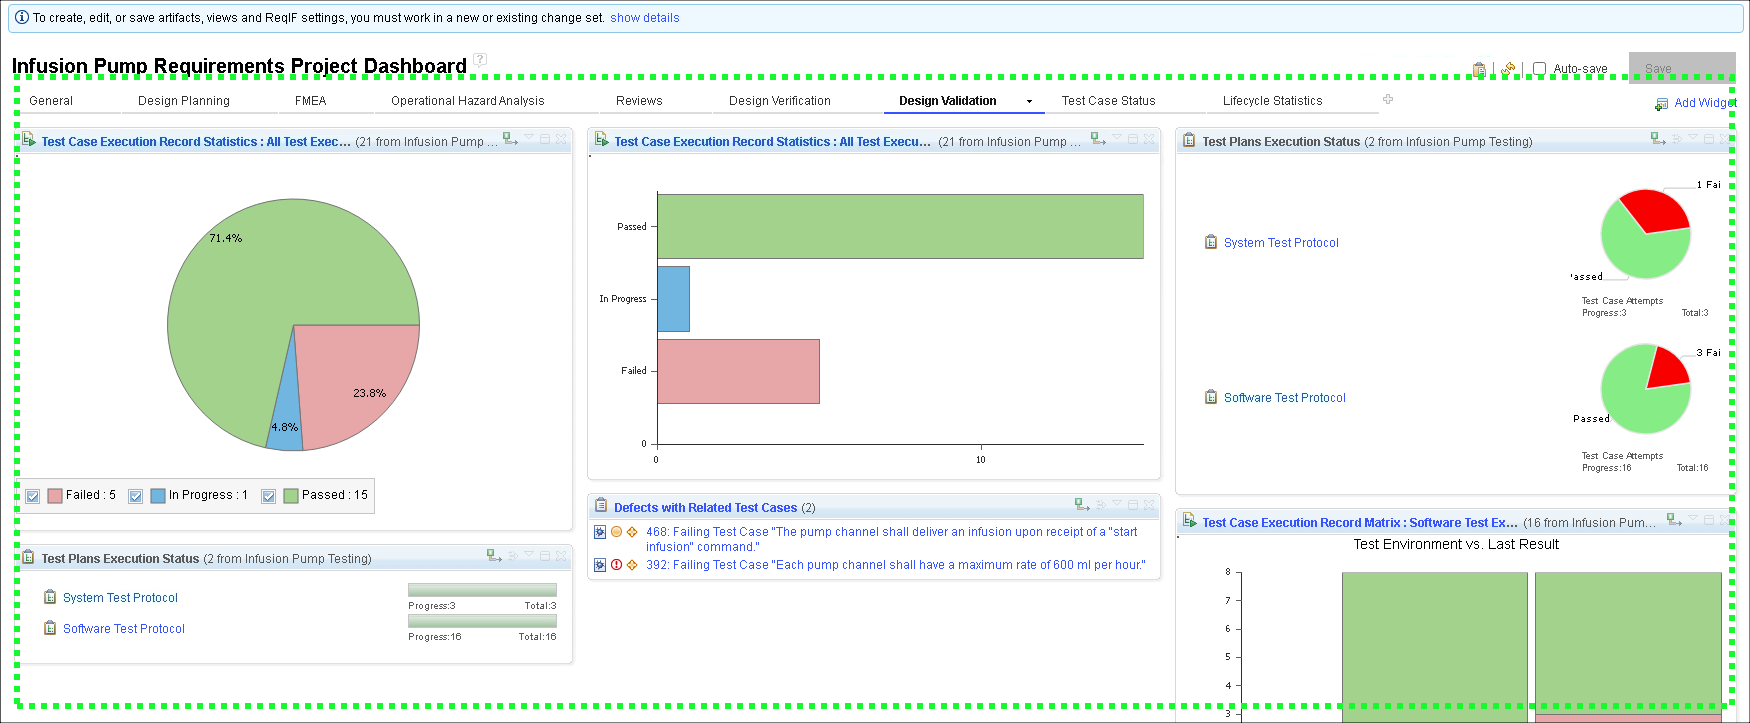 To create, edit, or save artifacts, views and ReqIF settings, you must work in a new or existing change set. show details
Infusion Pump Requirements Project Dashboard ?
Auto-save
Save
General
Design Planning
FMEA
Operational Hazard Analysis
Reviews
Design Verification
Design Validation
Test Case Status
Lifecycle Statistics
Add Widget
Test Case Execution Record Statistics : All Test Exec... (21 from Infusion Pump ...
71.4%
23.8%
4.8%
Failed : 5
In Progress : 1
Passed : 15
Test Plans Execution Status (2 from Infusion Pump Testing)
System Test Protocol
Progress:3 Total:3
Software Test Protocol
Progress:16 Total:16
Test Case Execution Record Statistics : All Test Execu... (21 from Infusion Pump ...
Passed
In Progress
Failed
0
0
10
Defects with Related Test Cases (2)
468: Failing Test Case "The pump channel shall deliver an infusion upon receipt of a "start
infusion" command."
392: Failing Test Case "Each pump channel shall have a maximum rate of 600 ml per hour."
Test Plans Execution Status (2 from Infusion Pump Testing)
System Test Protocol
1 Fai
'assed
Test Case Attempts
Progress:3 Total:3
Software Test Protocol
3 Fai
Passed
Test Case Attempts
Progress:16 Total:16
Test Case Execution Record Matrix : Software Test Ex... (16 from Infusion Pum...
Test Environment vs. Last Result
8
7
6
5
4
3